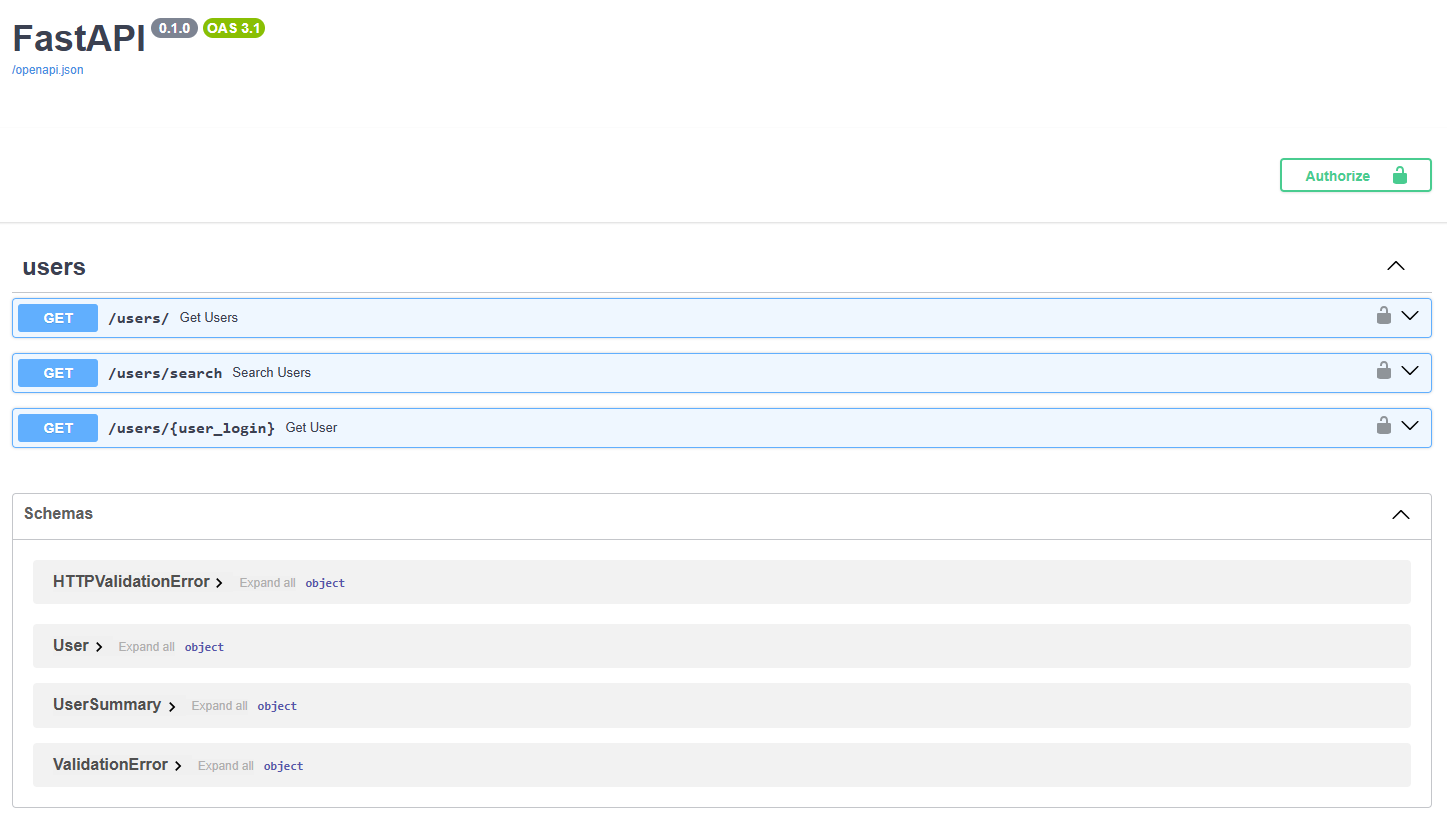 FastAPI 0.1.0 OAS 3.1
/openapi.json
Authorize
users
GET /users/ Get Users
GET /users/search Search Users
GET /users/{user_login} Get User
Schemas
HTTPValidationError Expand all object
User Expand all object
UserSummary Expand all object
ValidationError Expand all object